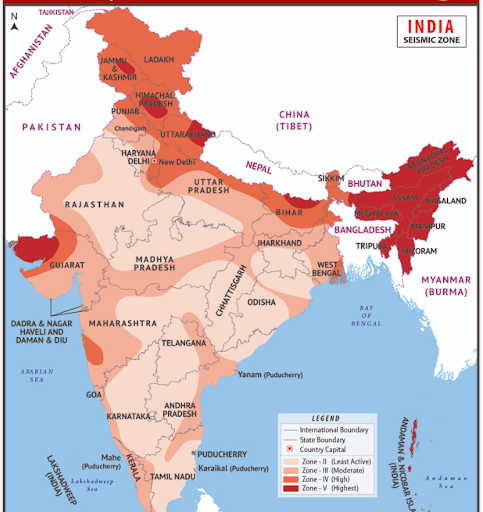 INDIA
SEISMIC ZONE
N
TAJIKISTAN
AFGHANISTAN
LADAKH
JAMMU
&
KASHMIR
HIMACHAL
PRADESH
PUNJAB
CHINA
(TIBET)
PAKISTAN
Chandigarh
UTTARAKHAND
HARYANA
DELHI
New Delhi
NEPAL
SIKKIM
BHUTAN
ARUNACHAL
PRADESH
UTTAR
PRADESH
RAJASTHAN
ASSAM
NAGALAND
BIHAR
MEGHALAYA
BANGLADESH
MANIPUR
JHARKHAND
TRIPURA
MIZORAM
GUJARAT
MADHYA
PRADESH
WEST
BENGAL
CHHATTISGARH
MYANMAR
(BURMA)
ODISHA
DADRA & NAGAR
HAVELI AND
DAMAN & DIU
MAHARASHTRA
BAY
OF
BENGAL
TELANGANA
ARABIAN
SEA
Yanam (Puducherry)
GOA
ANDHRA
PRADESH
KARNATAKA
LEGEND
International Boundary
State Boundary
Country Capital
Zone - II (Least Active)
Zone - III (Moderate)
Zone - IV (High)
Zone - V (Highest)
Mahe
(Puducherry)
PUDUCHERRY
Karaikal (Puducherry)
KERALA
TAMIL NADU
LAKSHADWEEP
(INDIA)
Lakshadweep
Sea
ANDAMAN & NICOBAR
(INDIA)
Andaman
Sea